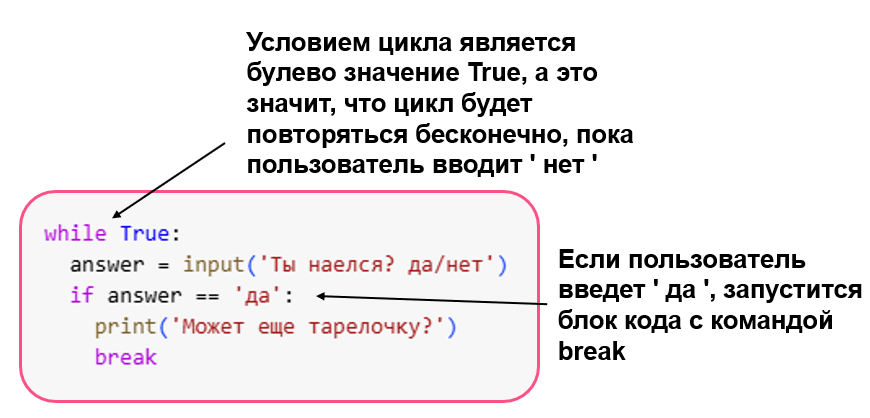 Условием цикла является
булево значение True, а это
значит, что цикл будет
повторяться бесконечно, пока
пользователь вводит ' нет '
while True:
answer = input('Ты наелся? да/нет')
if answer == 'да':
print('Может еще тарелочку?')
break
Если пользователь
введет ' да ', запустится
блок кода с командой
break